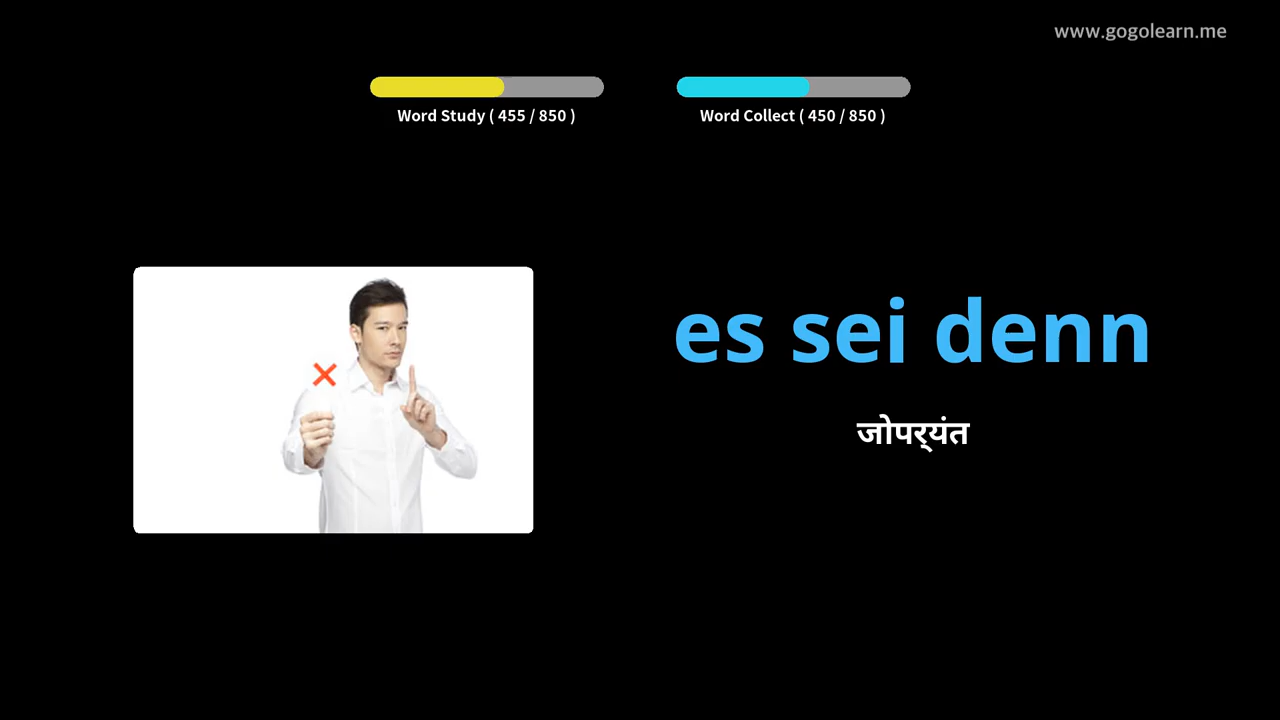 www.gogolearn.me
Word Study ( 455 / 850 )
Word Collect ( 450 / 850 )
es sei denn
जोपर्यंत